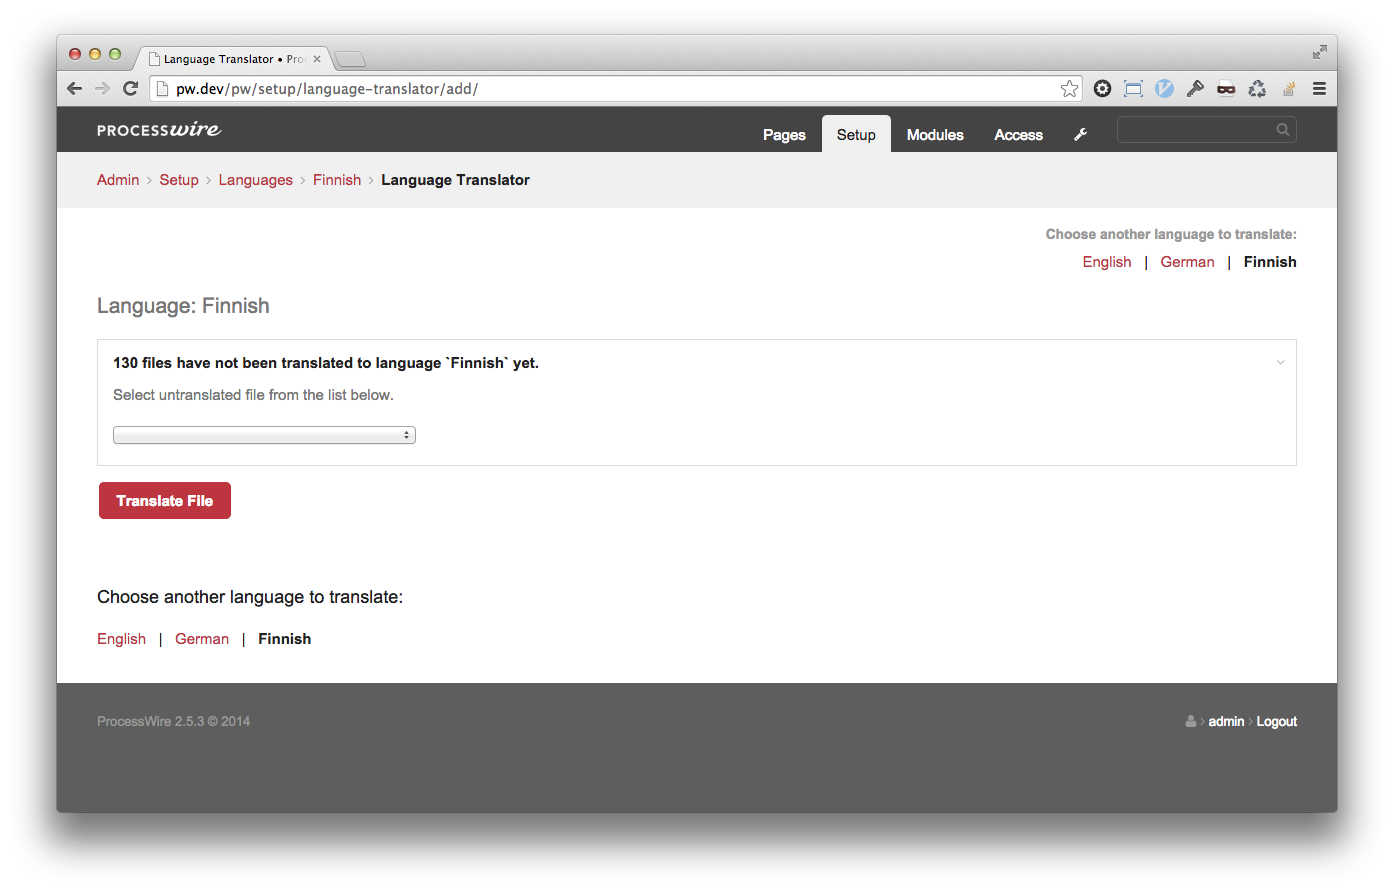 Language Translator • Pro
pw.dev/pw/setup/language-translator/add/
PROCESSwire
Pages Setup Modules Access
Admin > Setup > Languages > Finnish > Language Translator
Choose another language to translate:
English | German | Finnish
Language: Finnish
130 files have not been translated to language `Finnish` yet.
Select untranslated file from the list below.
Translate File
Choose another language to translate:
English | German | Finnish
ProcessWire 2.5.3 © 2014
> admin > Logout